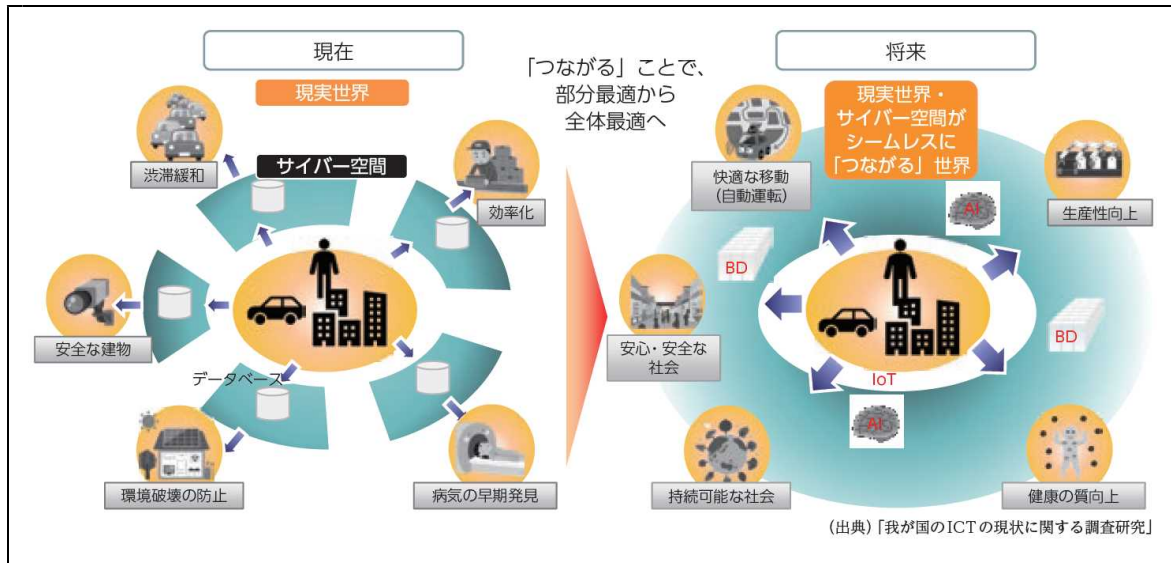 現在
現実世界
サイバー空間
渋滞緩和
効率化
安全な建物
データベース
環境破壊の防止
病気の早期発見
「つながる」ことで、
部分最適から
全体最適へ
将来
現実世界・
サイバー空間が
シームレスに
「つながる」世界
快適な移動
(自動運転)
AI
生産性向上
BD
BD
安心・安全な
社会
IoT
AI
持続可能な社会
健康の質向上
(出典)「我が国のICTの現状に関する調査研究」